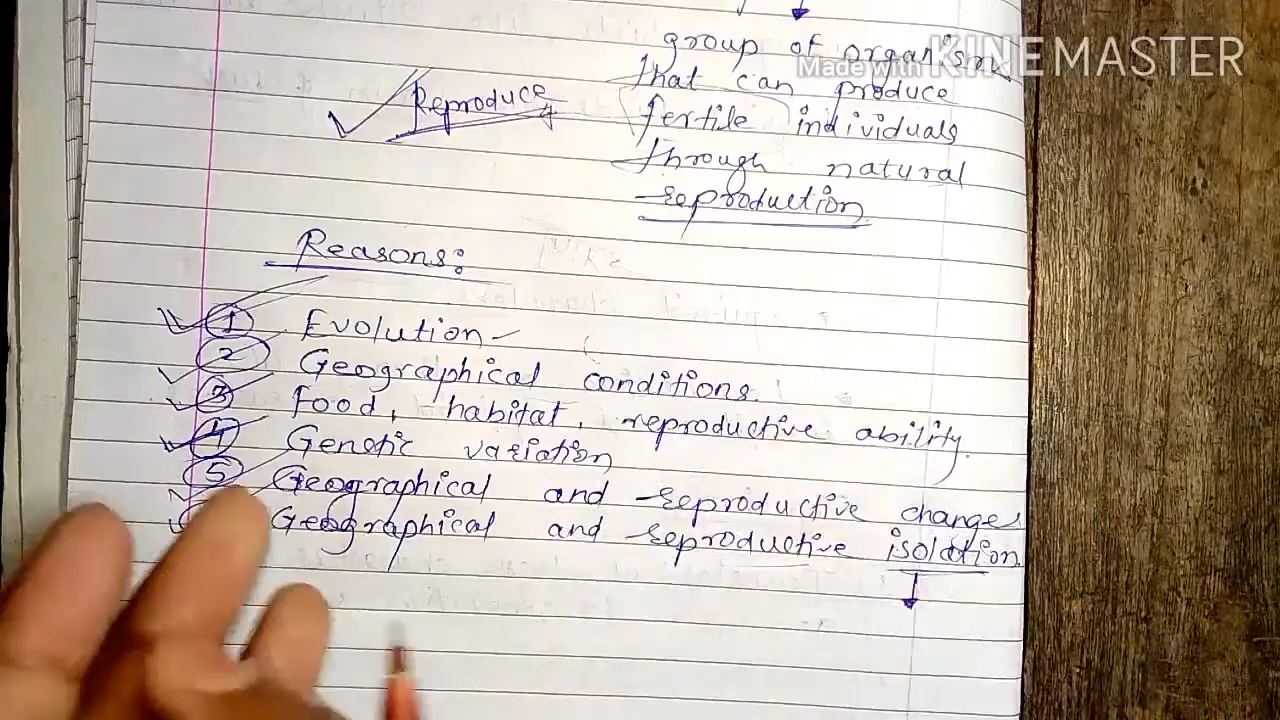 group of organism
that can produce
Made with KINEMASTER
Reproduce
fertile individuals
through natural
reproduction.
Reasons:
1 Evolution
2 Geographical conditions.
3 Food, habitat, reproductive ability.
4 Genetic variation
5 Geographical and reproductive changes
Geographical and reproductive isolation.